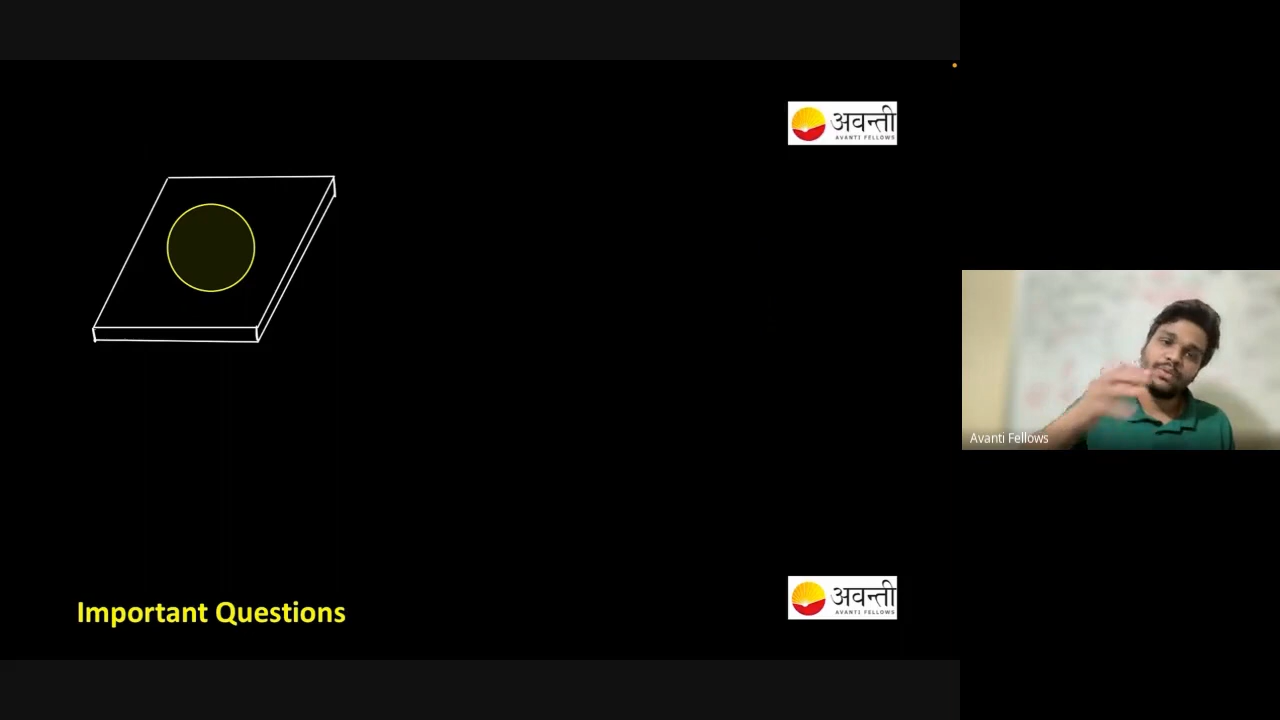 अवन्ती
AVANTI FELLOWS
Avanti Fellows
Important Questions
अवन्ती
AVANTI FELLOWS